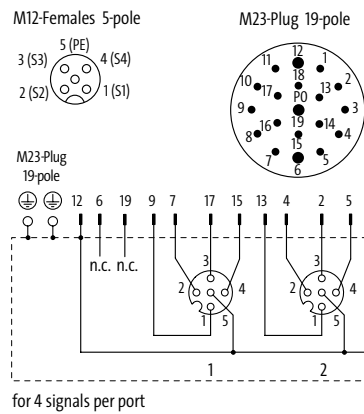 M12-Females 5-pole
M23-Plug 19-pole
5 (PE)
3 (S3) 4 (S4)
2 (S2) 1 (S1)
12
11 1
18
10 2
17 P0 13
9 3
16 19 14
8 4
15
7 5
6
M23-Plug
19-pole
12 6 19 9 7 17 15 13 4 2 5
n.c. n.c.
3 3
2 4 2 4
1 5 1 5
1 2
for 4 signals per port